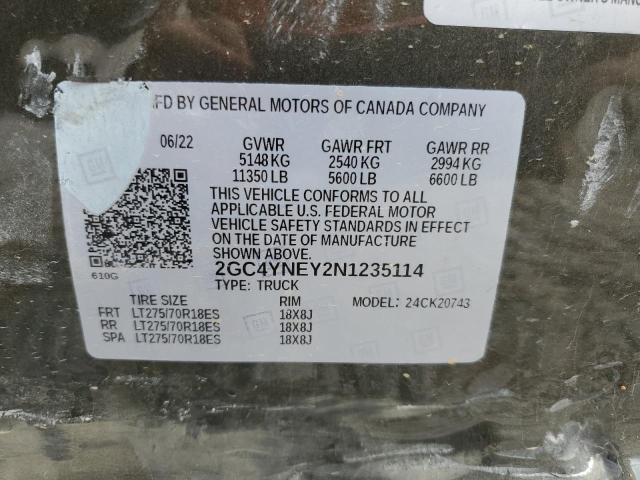 OWNER'S MANUAL
MFD BY GENERAL MOTORS OF CANADA COMPANY
06/22 GVWR GAWR FRT GAWR RR
5148 KG 2540 KG 2994 KG
11350 LB 5600 LB 6600 LB
THIS VEHICLE CONFORMS TO ALL
APPLICABLE U.S. FEDERAL MOTOR
VEHICLE SAFETY STANDARDS IN EFFECT
ON THE DATE OF MANUFACTURE
SHOWN ABOVE.
610G 2GC4YNEY2N1235114
TYPE: TRUCK
TIRE SIZE RIM MODEL: 24CK20743
FRT LT275/70R18ES 18X8J
RR LT275/70R18ES 18X8J
SPA LT275/70R18ES 18X8J
GM